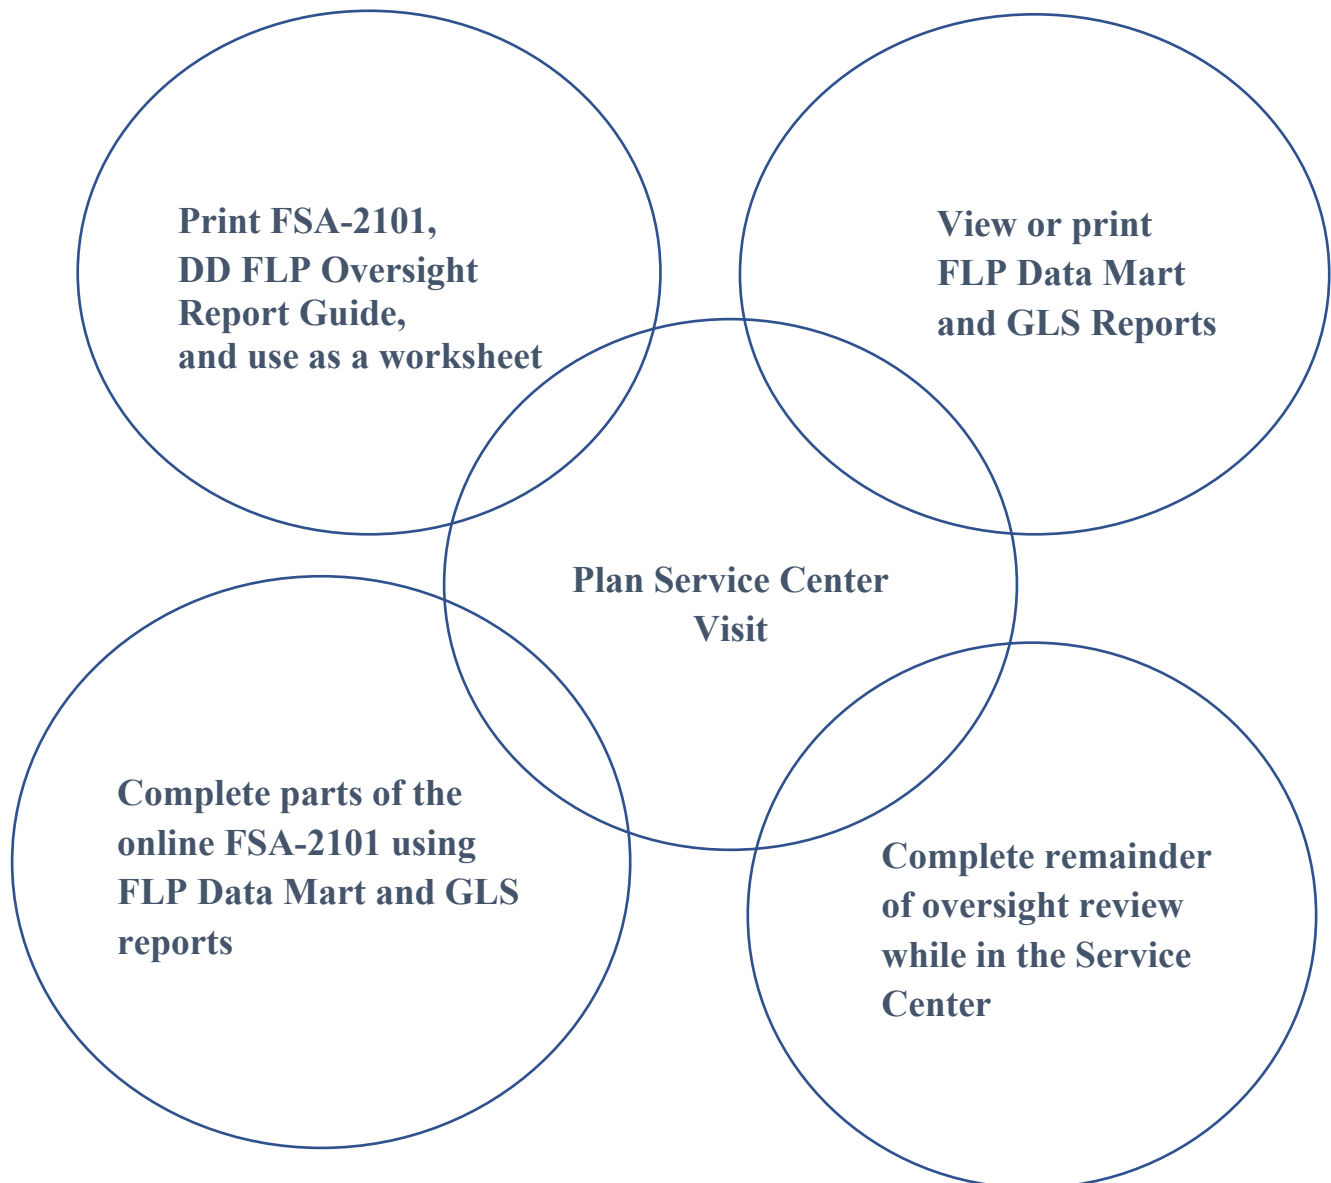 Print FSA-2101,
DD FLP Oversight
Report Guide,
and use as a worksheet
View or print
FLP Data Mart
and GLS Reports
Plan Service Center
Visit
Complete parts of the
online FSA-2101 using
FLP Data Mart and GLS
reports
Complete remainder
of oversight review
while in the Service
Center